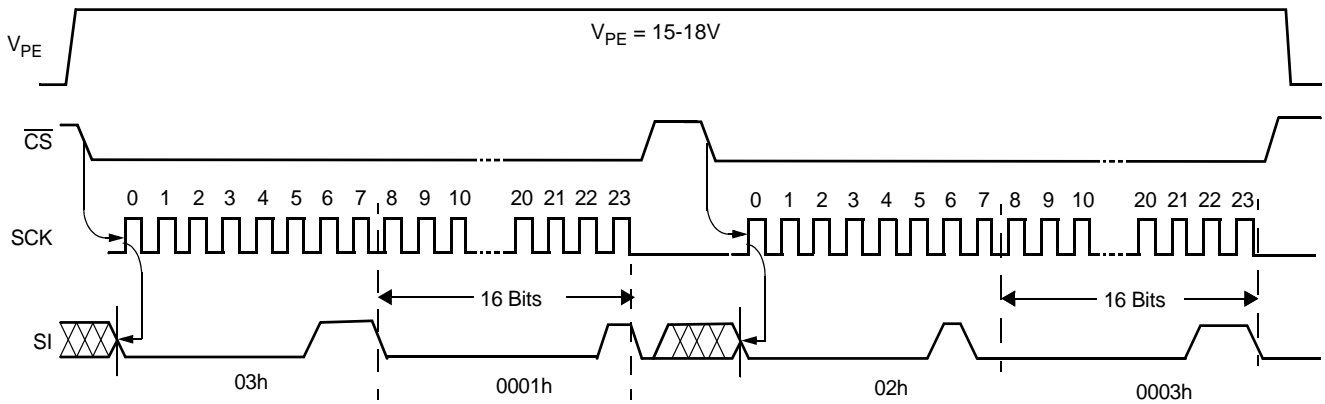 V_PE
V_PE = 15-18V
CS
0 1 2 3 4 5 6 7 8 9 10 20 21 22 23 0 1 2 3 4 5 6 7 8 9 10 20 21 22 23
SCK
16 Bits 16 Bits
SI
03h 0001h 02h 0003h